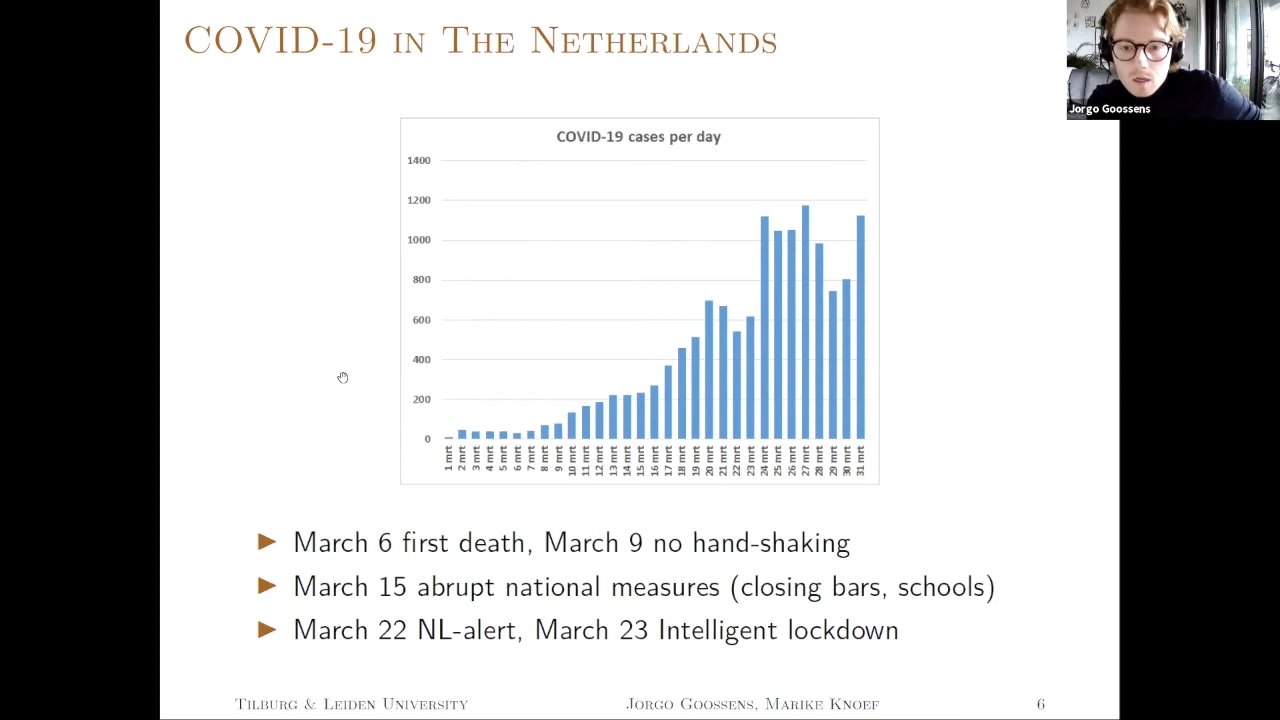 COVID-19 in The Netherlands
Jorgo Goossens
COVID-19 cases per day
1400
1200
1000
800
600
400
200
0
1 mrt
2 mrt
3 mrt
4 mrt
5 mrt
6 mrt
7 mrt
8 mrt
9 mrt
10 mrt
11 mrt
12 mrt
13 mrt
14 mrt
15 mrt
16 mrt
17 mrt
18 mrt
19 mrt
20 mrt
21 mrt
22 mrt
23 mrt
24 mrt
25 mrt
26 mrt
27 mrt
28 mrt
29 mrt
30 mrt
31 mrt
March 6 first death, March 9 no hand-shaking
March 15 abrupt national measures (closing bars, schools)
March 22 NL-alert, March 23 Intelligent lockdown
Tilburg & Leiden University Jorgo Goossens, Marike Knoef 6